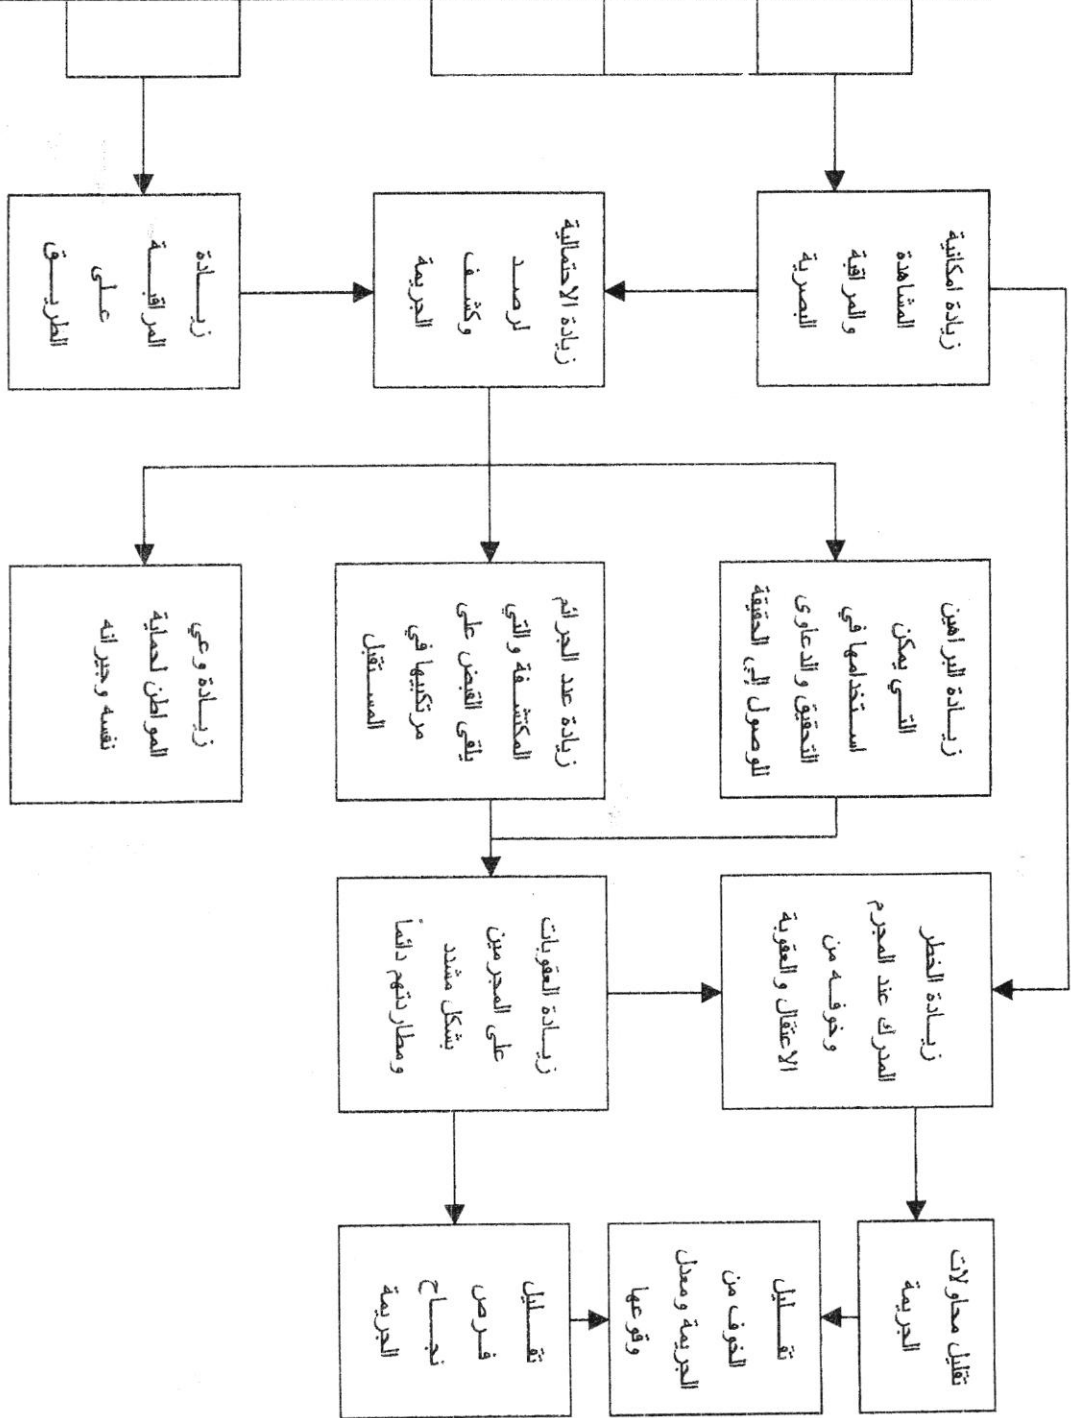 زيادة امكانية
المشاهدة
والمراقبة
البصرية
زيادة الاحتمالية
لرصد
وكشف
الجريمة
زيادة
المراقبة
على
الطريق
زيادة البراهين
التي يمكن
استخدامها في
التحقيق والدعاوى
للوصول إلى الحقيقة
زيادة عدد الجرائم
المكتشفة والتي
يلقى القبض على
مرتكبيها في
المستقبل
زيادة وعي
المواطن لحماية
نفسه وجيرانه
زيادة الخطر
المدرك عند المجرم
وخوفه من
الاعتقال والعقوبة
زيادة العقوبات
على المجرمين
بشكل مشدد
ومطاردتهم دائماً
تقليل محاولات
الجريمة
تقليل
الخوف من
الجريمة ومعدل
وقوعها
تقليل
فرص
نجاح
الجريمة